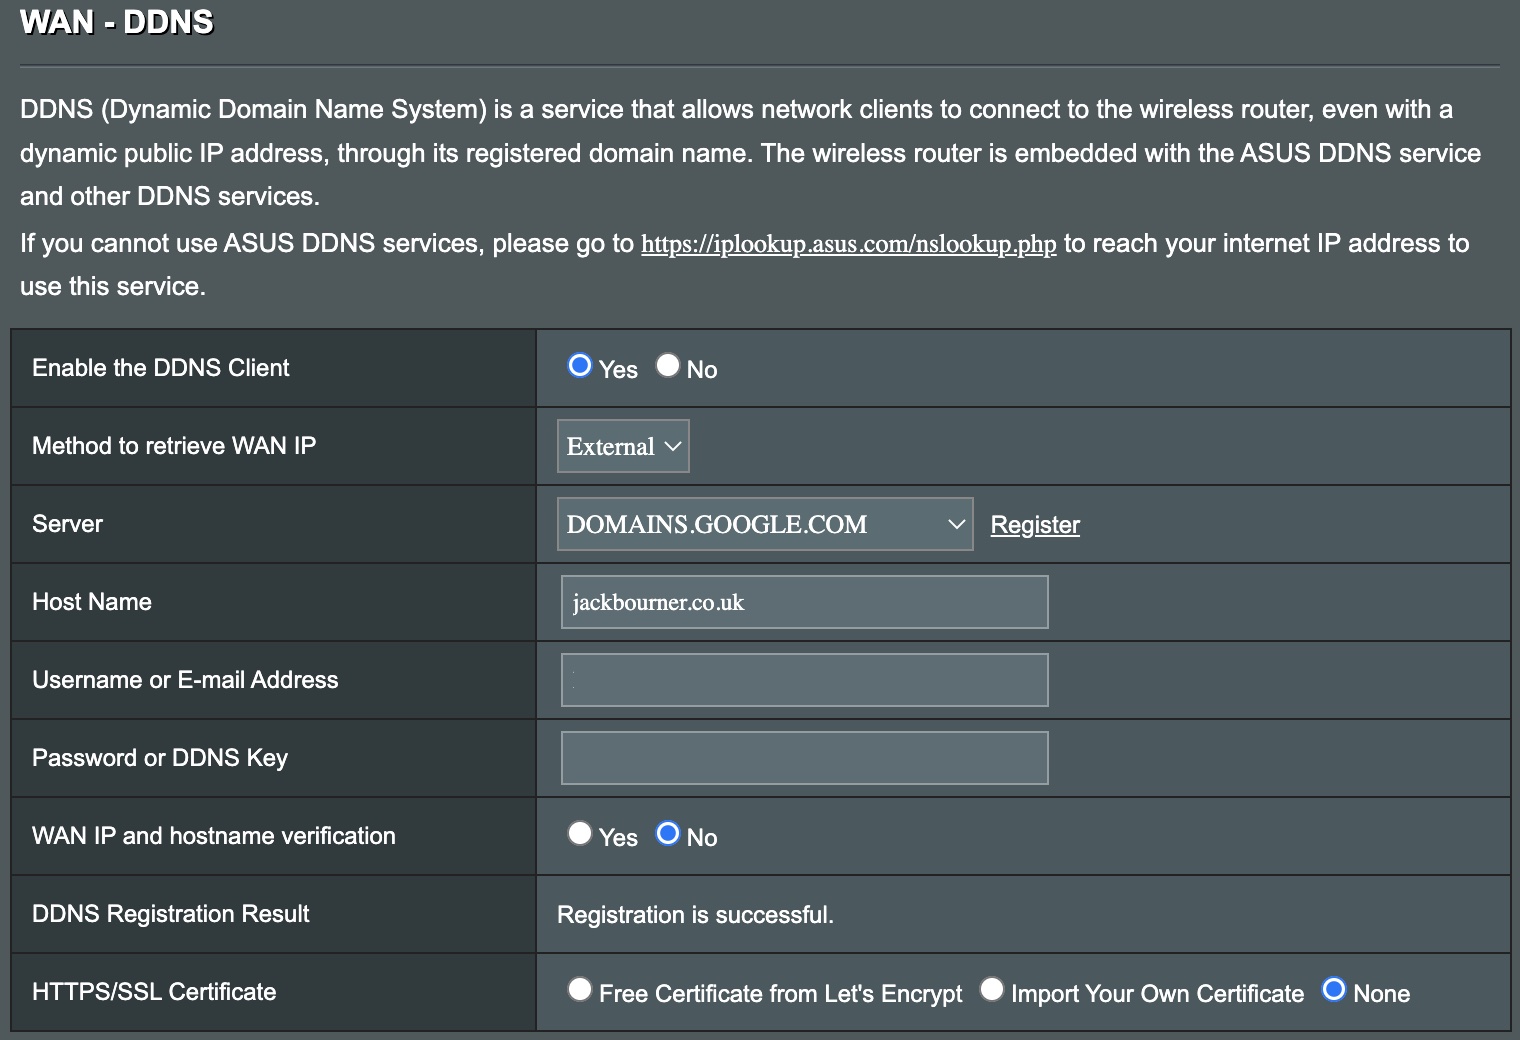 WAN - DDNS
DDNS (Dynamic Domain Name System) is a service that allows network clients to connect to the wireless router, even with a
dynamic public IP address, through its registered domain name. The wireless router is embedded with the ASUS DDNS service
and other DDNS services.
If you cannot use ASUS DDNS services, please go to https://iplookup.asus.com/nslookup.php to reach your internet IP address to
use this service.
Enable the DDNS Client Yes No
Method to retrieve WAN IP External
Server DOMAINS.GOOGLE.COM Register
Host Name jackbourner.co.uk
Username or E-mail Address
Password or DDNS Key
WAN IP and hostname verification Yes No
DDNS Registration Result Registration is successful.
HTTPS/SSL Certificate Free Certificate from Let's Encrypt Import Your Own Certificate None